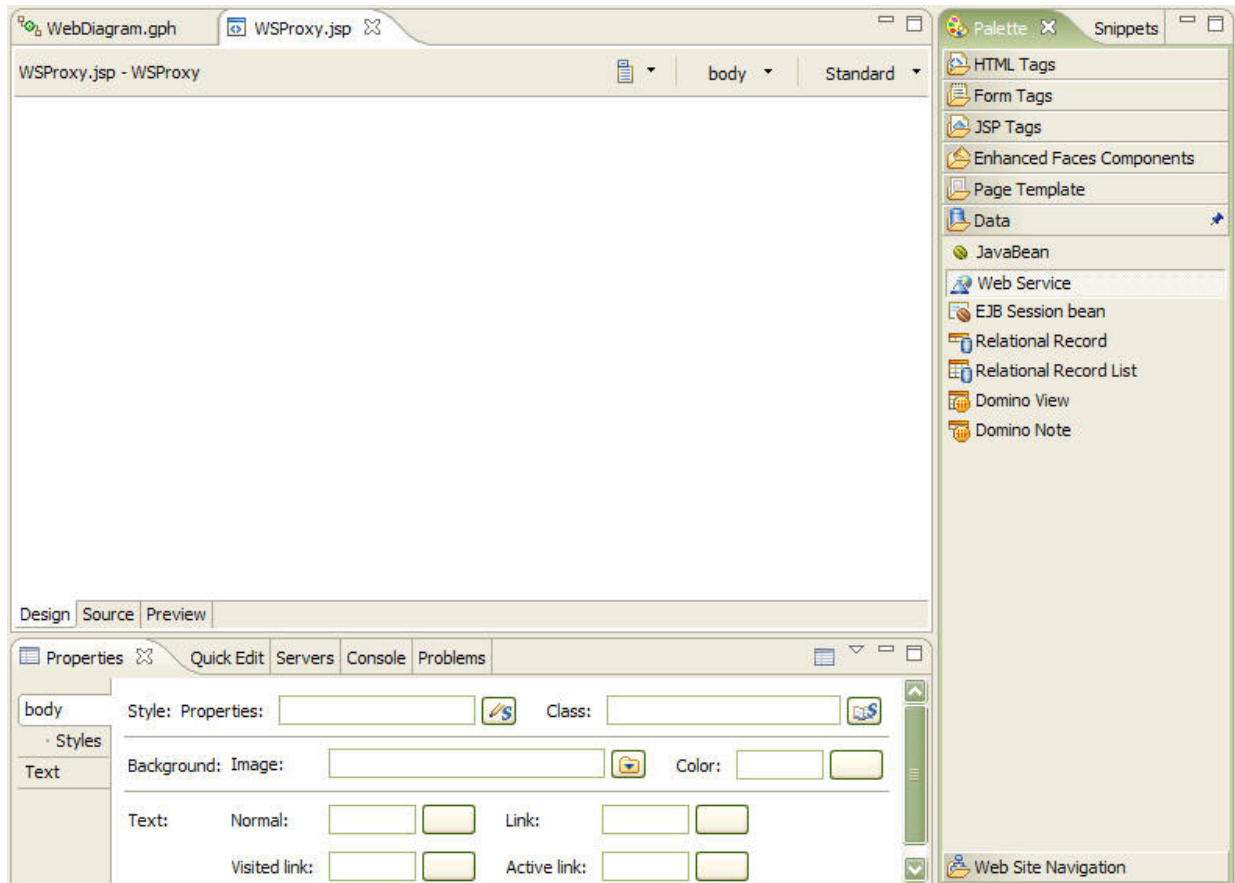 WebDiagram.gph WSProxy.jsp
WSProxy.jsp - WSProxy body Standard
Design Source Preview
Properties Quick Edit Servers Console Problems
body
Styles
Text
Style: Properties: Class:
Background: Image: Color:
Text: Normal: Link:
Visited link: Active link:
Palette Snippets
HTML Tags
Form Tags
JSP Tags
Enhanced Faces Components
Page Template
Data
JavaBean
Web Service
EJB Session bean
Relational Record
Relational Record List
Domino View
Domino Note
Web Site Navigation